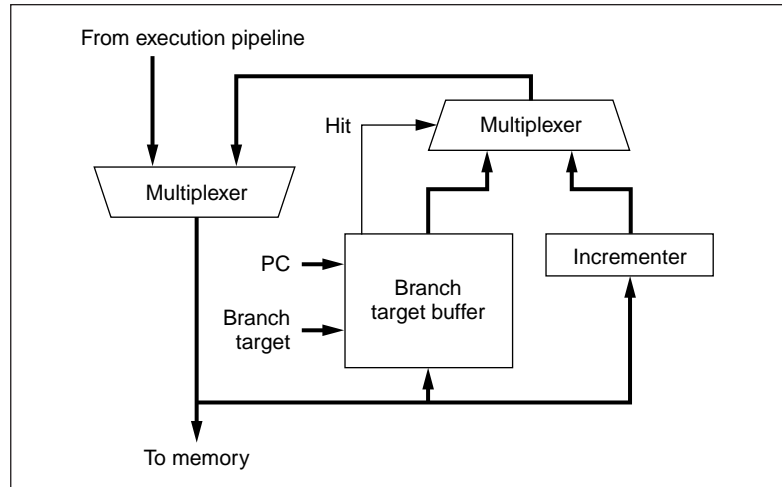 From execution pipeline
Hit
Multiplexer
Multiplexer
PC
Branch
target buffer
Incrementer
Branch
target
To memory